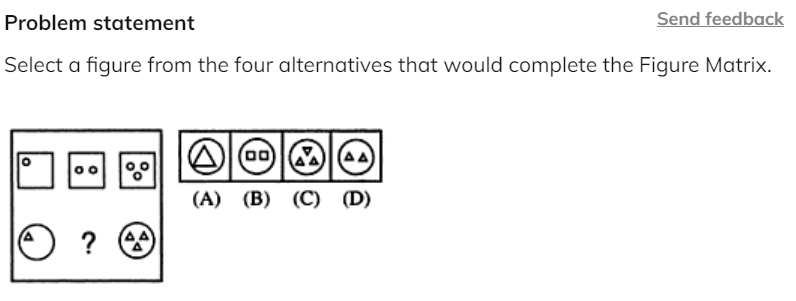 Problem statement
Send feedback
Select a figure from the four alternatives that would complete the Figure Matrix.
?
(A) (B) (C) (D)